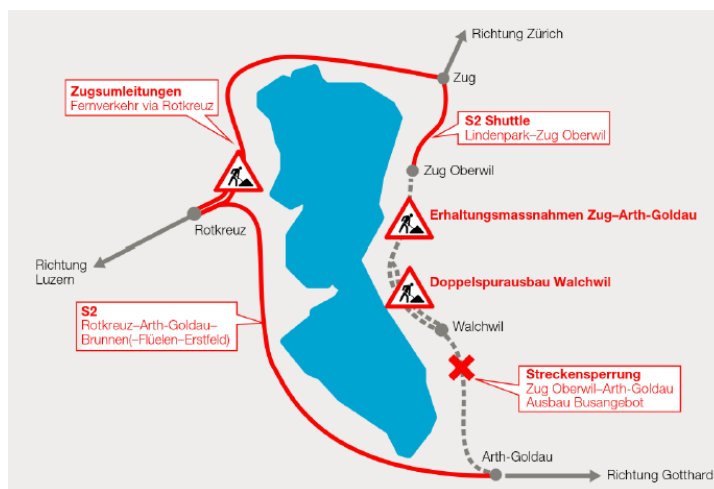 Richtung Zürich
Zug
Zugsumleitungen
Fernverkehr via Rotkreuz
S2 Shuttle
Lindenpark–Zug Oberwil
Zug Oberwil
Erhaltungsmassnahmen Zug–Arth-Goldau
Rotkreuz
Richtung
Luzern
Doppelspurausbau Walchwil
S2
Rotkreuz–Arth-Goldau–
Brunnen(–Flüelen–Erstfeld)
Walchwil
Streckensperrung
Zug Oberwil–Arth-Goldau
Ausbau Busangebot
Arth-Goldau
Richtung Gotthard